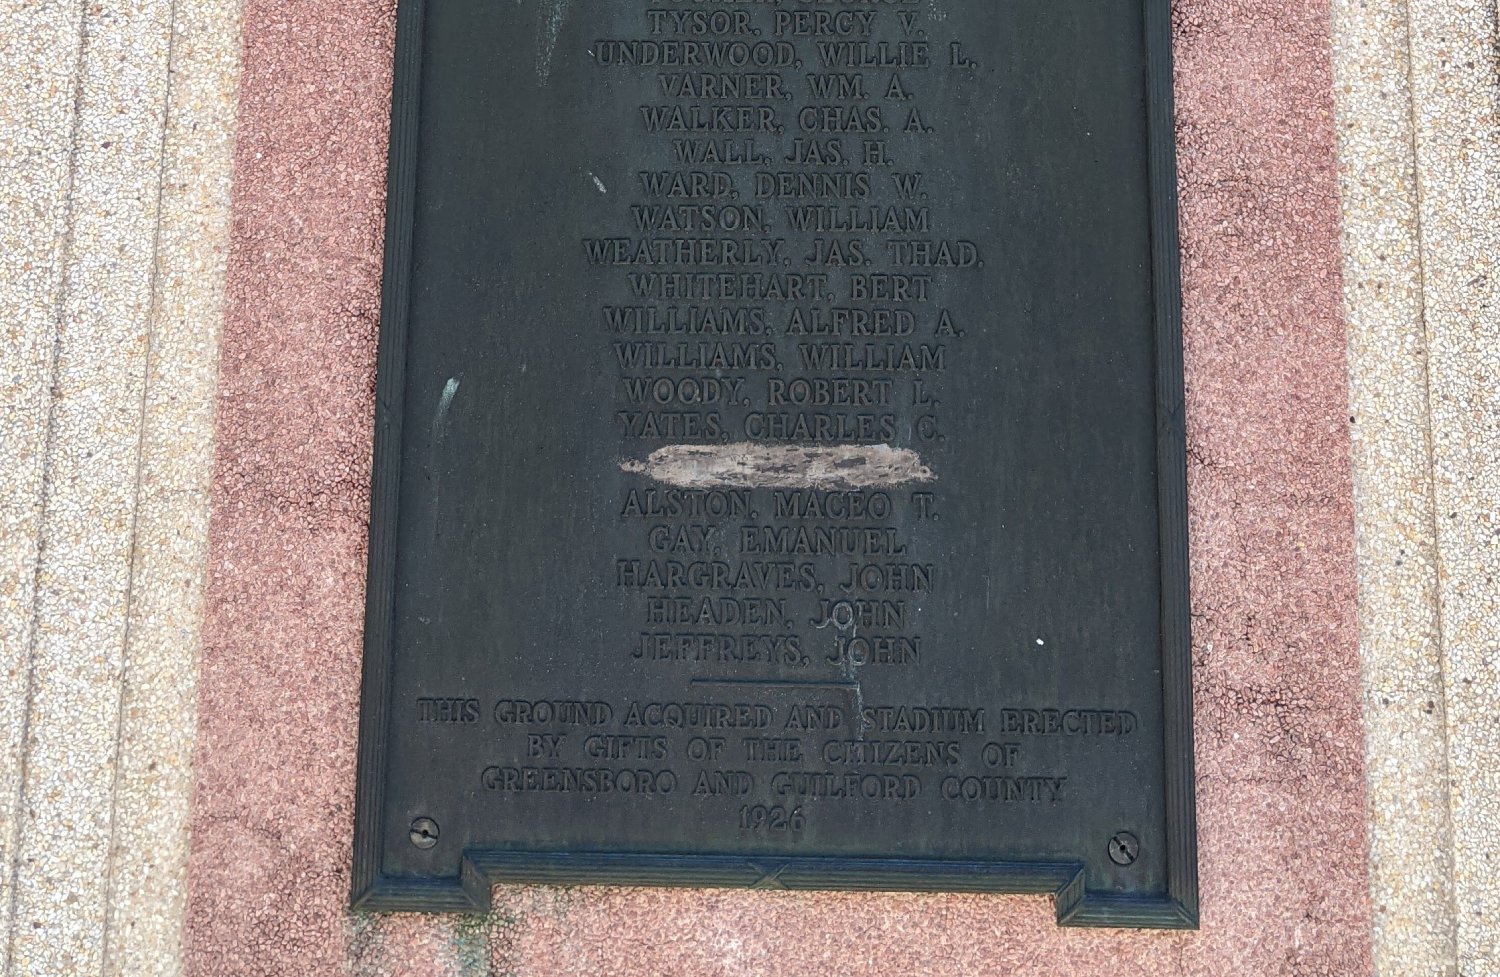 TYSOR, PERCY V.
UNDERWOOD, WILLIE L.
VARNER, WM. A.
WALKER, CHAS. A.
WALL, JAS. H.
WARD, DENNIS W.
WATSON, WILLIAM
WEATHERLY, JAS. THAD.
WHITEHART, BERT
WILLIAMS, ALFRED A.
WILLIAMS, WILLIAM
WOODY, ROBERT L.
YATES, CHARLES C.
ALSTON, MACEO T.
GAY, EMANUEL
HARGRAVES, JOHN
HEADEN, JOHN
JEFFREYS, JOHN
THIS GROUND ACQUIRED AND STADIUM ERECTED
BY GIFTS OF THE CITIZENS OF
GREENSBORO AND GUILFORD COUNTY
1926